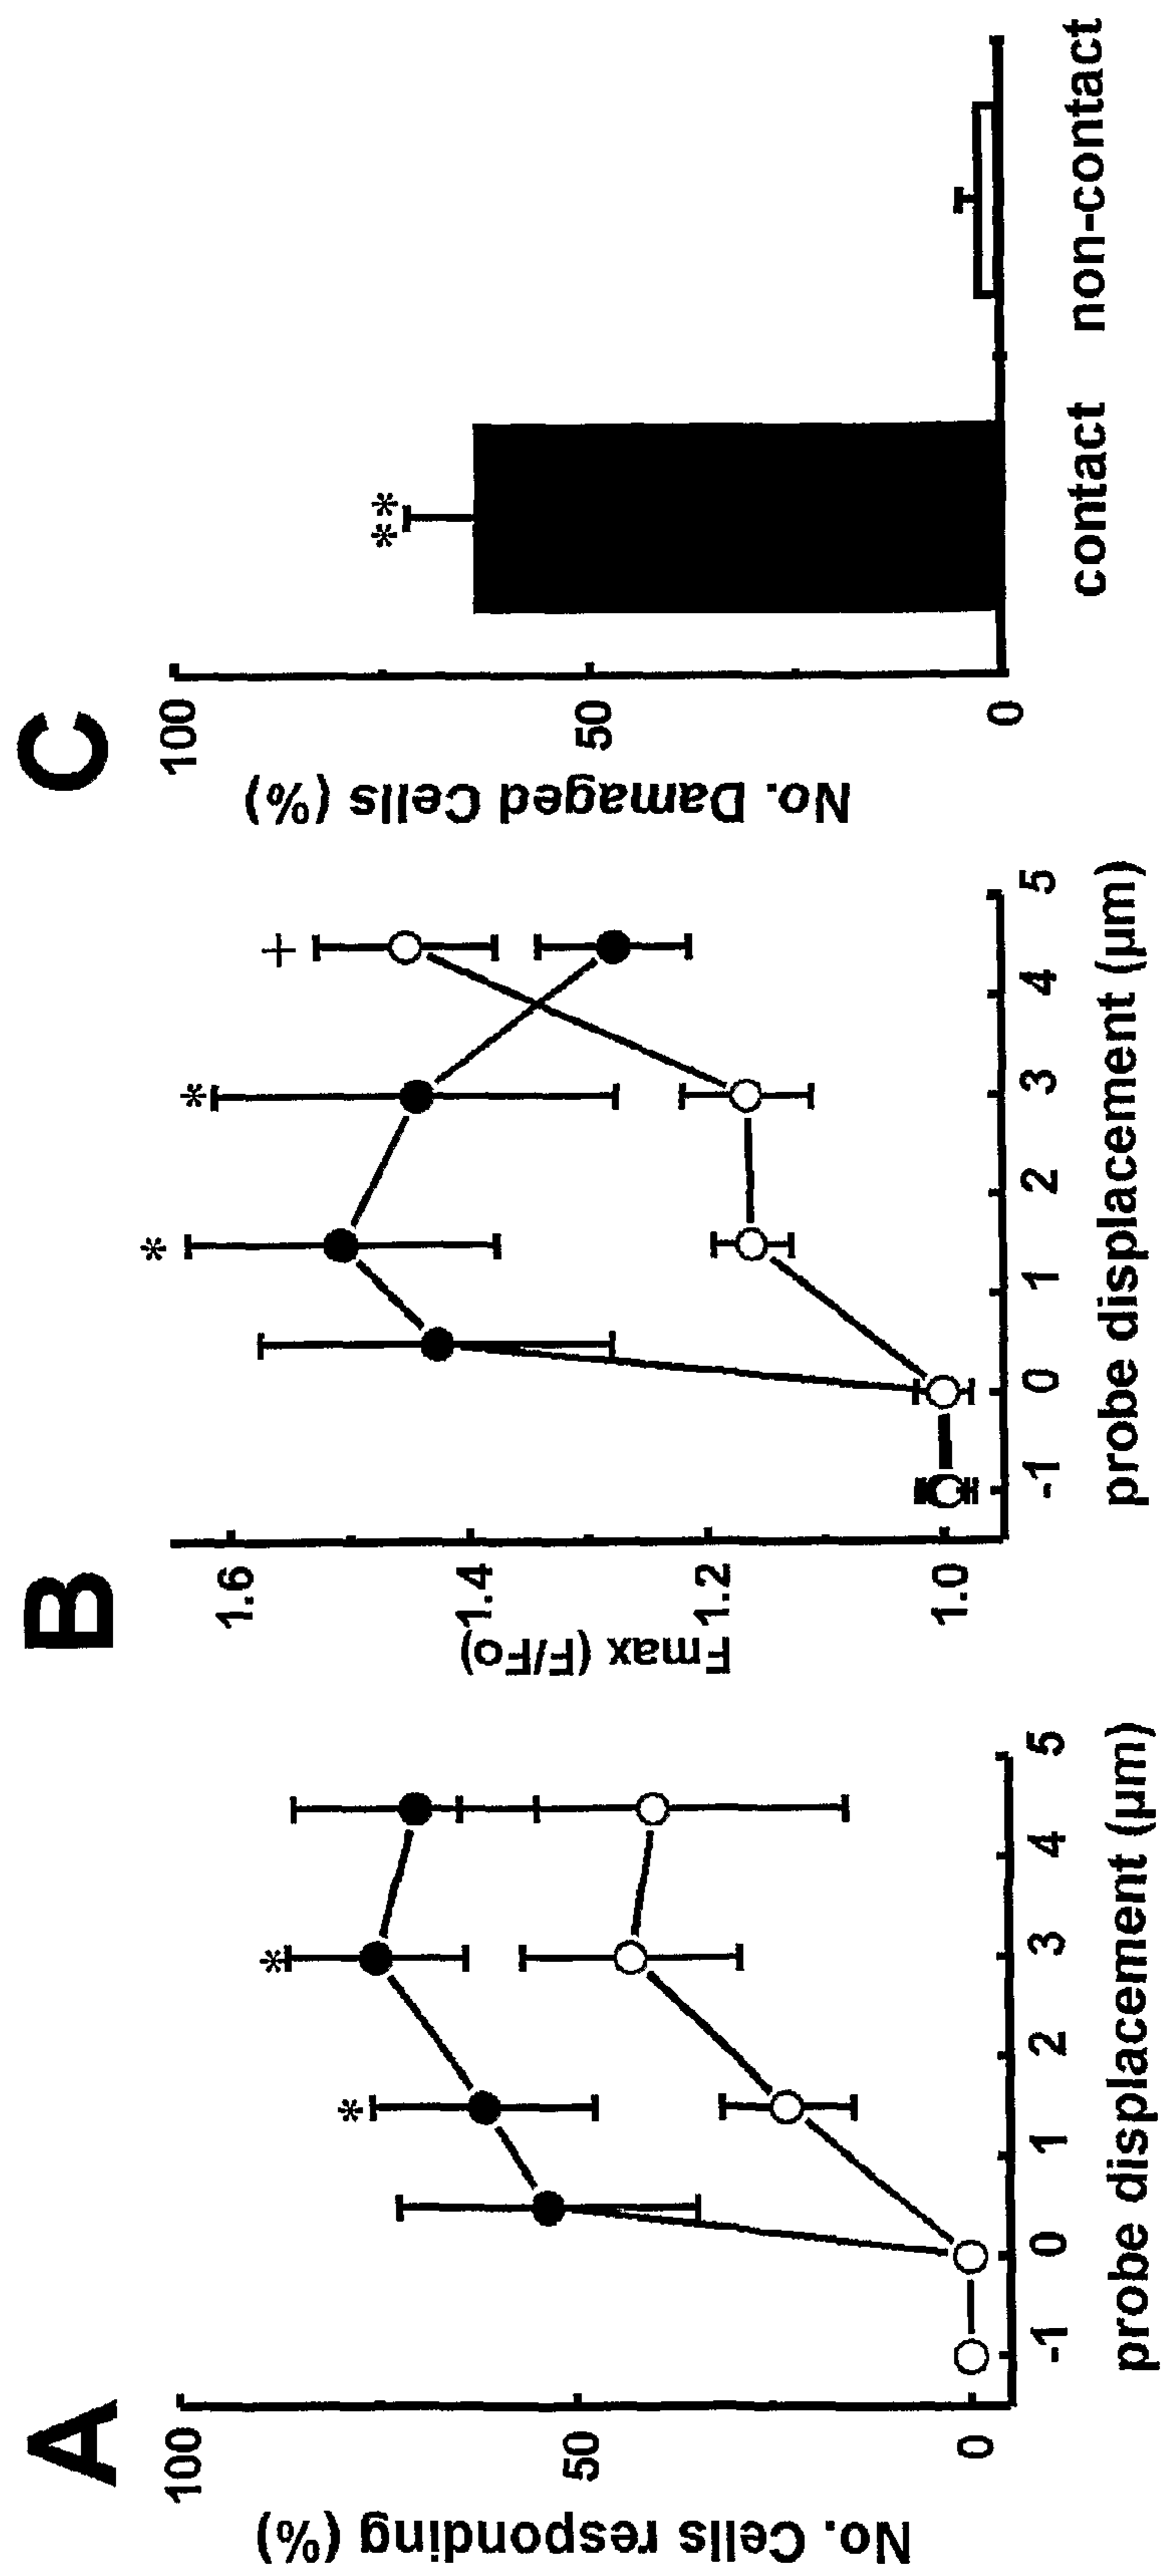 A
No. Cells responding (%)
100
50
0
-1 0 1 2 3 4 5
probe displacement (μm)
*
*
B
Fmax (F/Fo)
1.6
1.4
1.2
1.0
-1 0 1 2 3 4 5
probe displacement (μm)
*
*
+
C
No. Damaged Cells (%)
100
50
0
contact non-contact
**